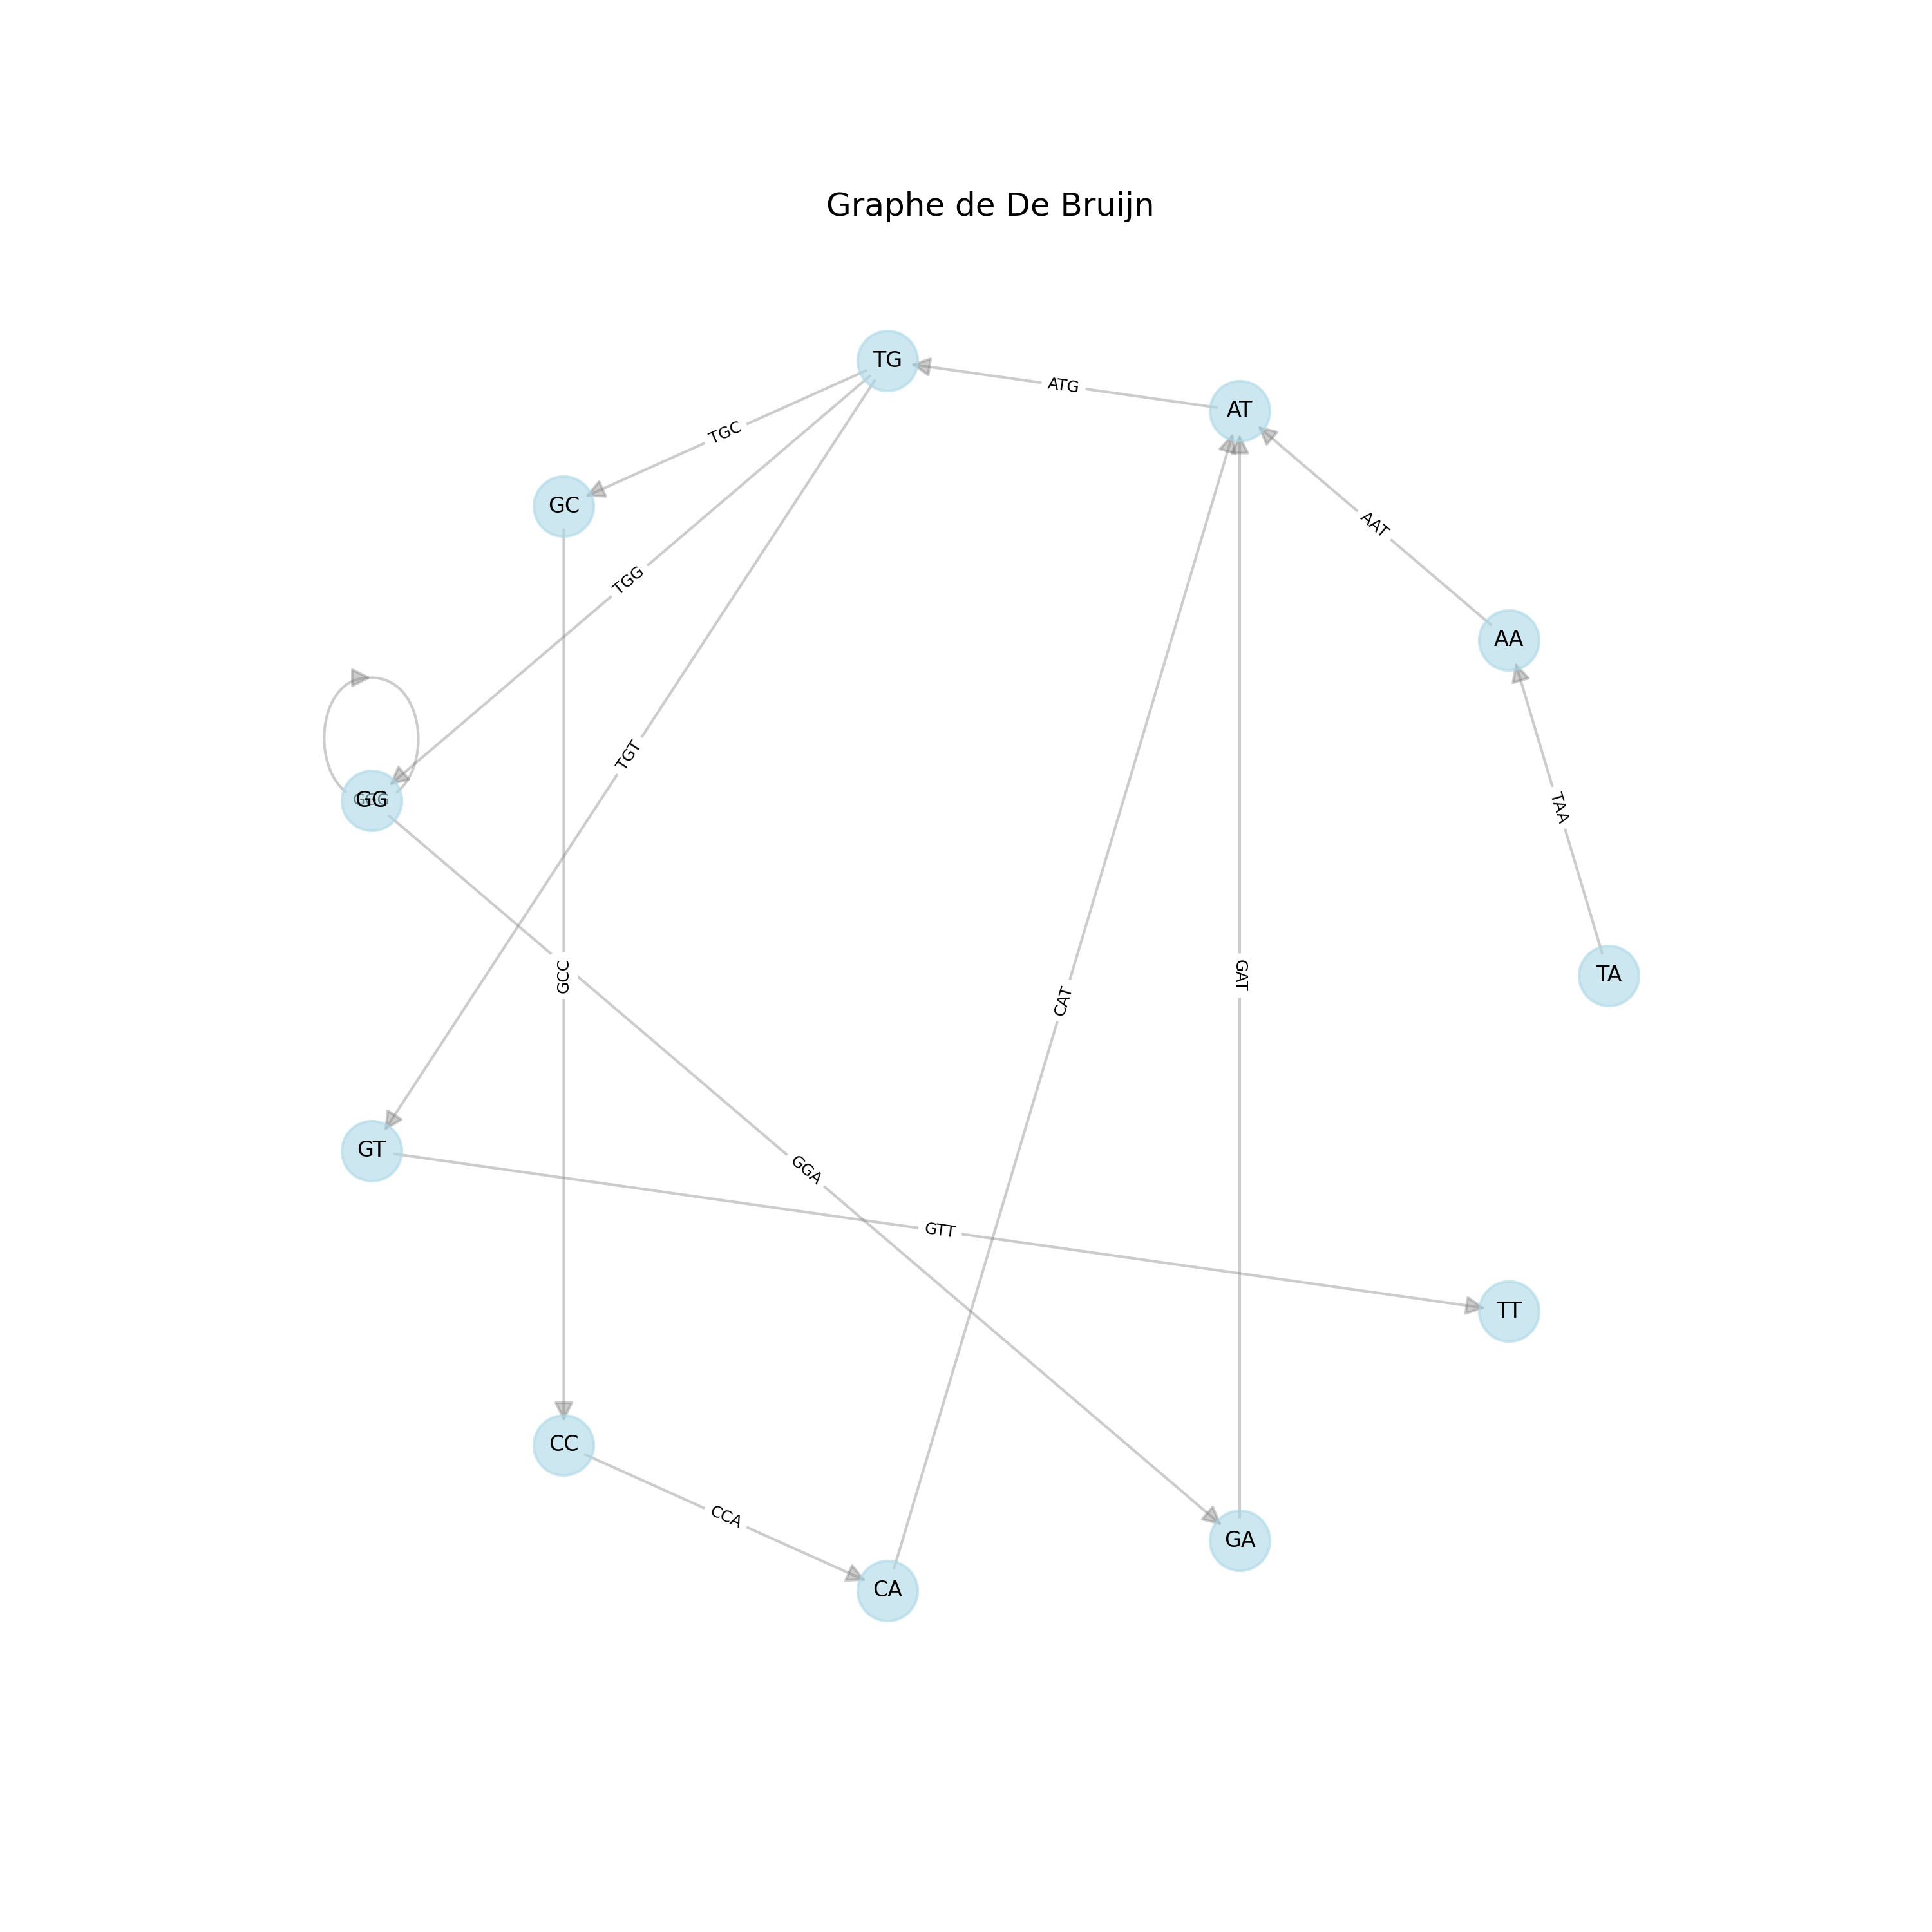 Graphe de De Bruijn
TG
ATG
AT
TGC
GC
AAT
TGG
AA
TGT
GG
TAA
GCC
GAT
TA
CAT
GT
GGA
GTT
TT
CC
CCA
GA
CA